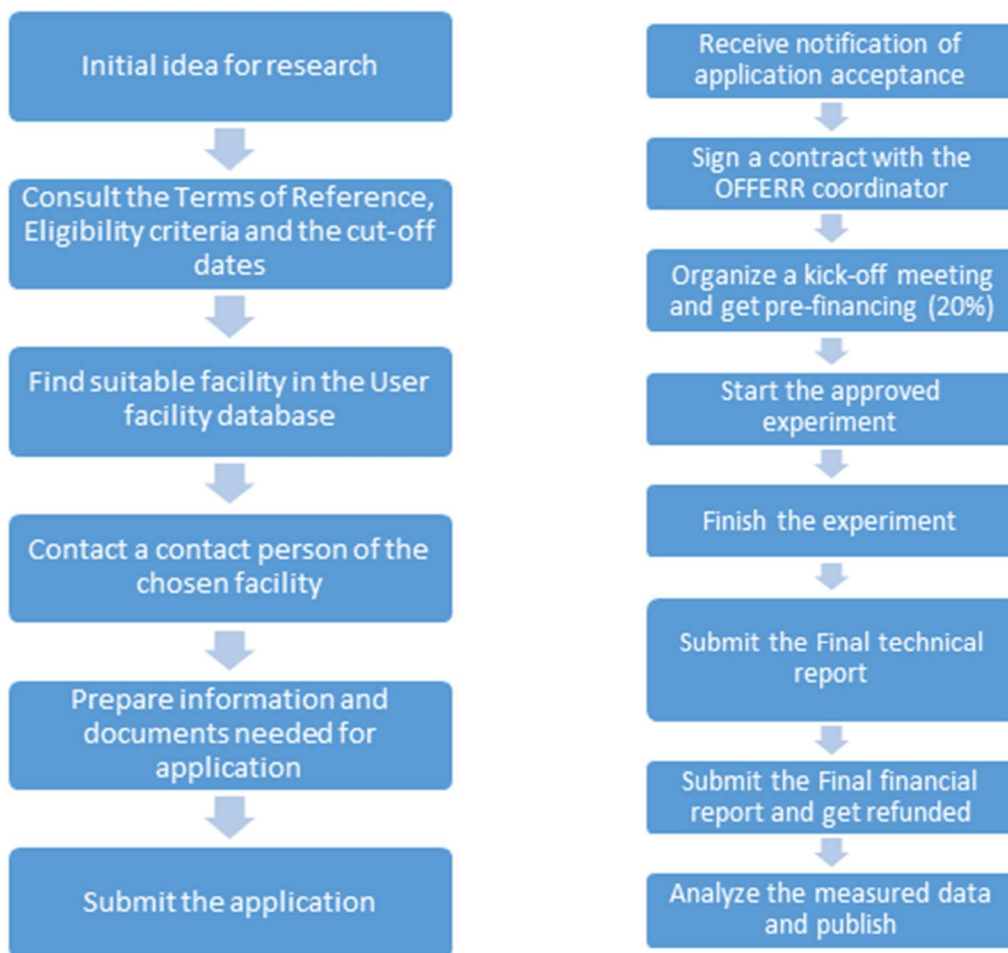 Initial idea for research
Consult the Terms of Reference,
Eligibility criteria and the cut-off
dates
Find suitable facility in the User
facility database
Contact a contact person of the
chosen facility
Prepare information and
documents needed for
application
Submit the application
Receive notification of
application acceptance
Sign a contract with the
OFFERR coordinator
Organize a kick-off meeting
and get pre-financing (20%)
Start the approved
experiment
Finish the experiment
Submit the Final technical
report
Submit the Final financial
report and get refunded
Analyze the measured data
and publish